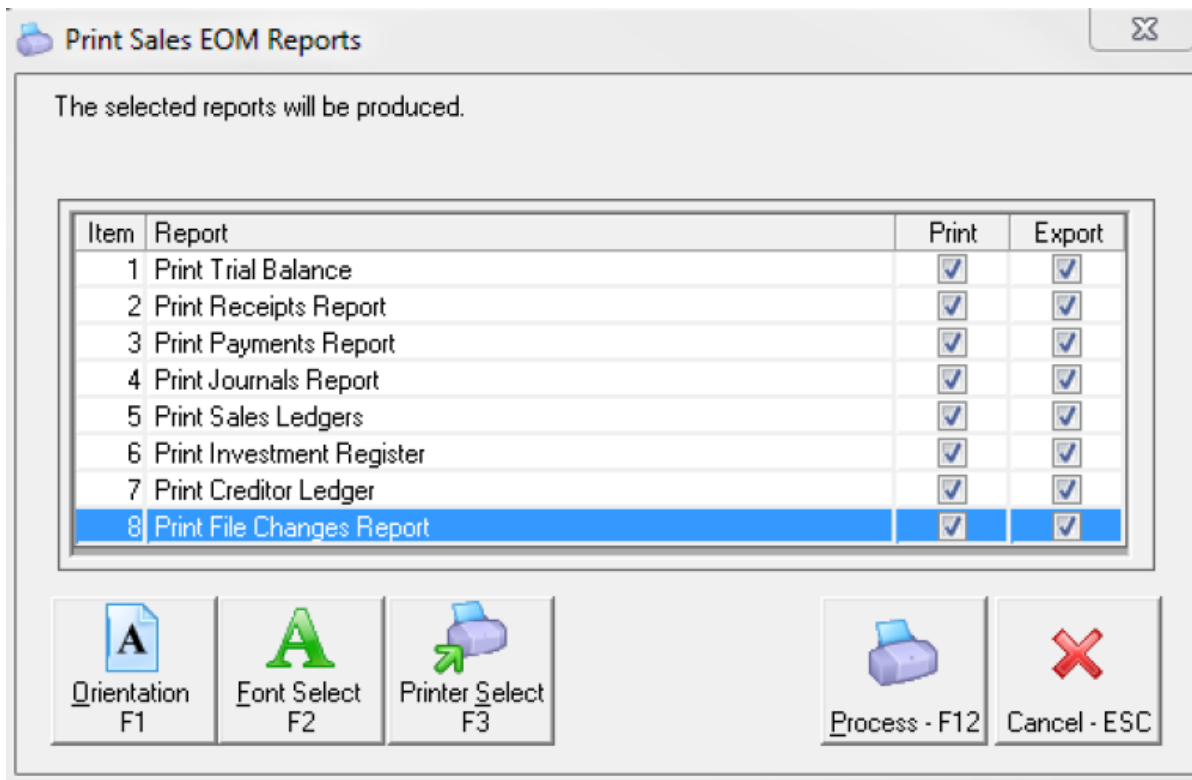 Print Sales EOM Reports
The selected reports will be produced.
Item Report Print Export
1 Print Trial Balance
2 Print Receipts Report
3 Print Payments Report
4 Print Journals Report
5 Print Sales Ledgers
6 Print Investment Register
7 Print Creditor Ledger
8 Print File Changes Report
A
Orientation
F1
A
Font Select
F2
Printer Select
F3
Process - F12
Cancel - ESC